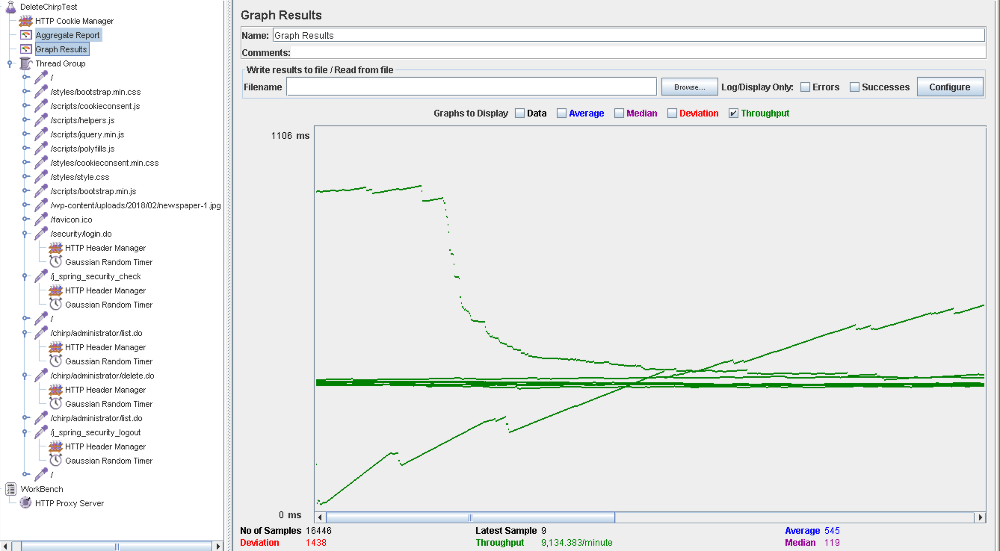 DeleteChirpTest
HTTP Cookie Manager
Aggregate Report
Graph Results
Thread Group
/
/styles/bootstrap.min.css
/scripts/cookieconsent.js
/scripts/helpers.js
/scripts/jquery.min.js
/scripts/polyfills.js
/styles/cookieconsent.min.css
/styles/style.css
/scripts/bootstrap.min.js
/wp-content/uploads/2018/02/newspaper-1.jpg
/favicon.ico
/security/login.do
HTTP Header Manager
Gaussian Random Timer
/j_spring_security_check
HTTP Header Manager
Gaussian Random Timer
/
/chirp/administrator/list.do
HTTP Header Manager
Gaussian Random Timer
/chirp/administrator/delete.do
HTTP Header Manager
Gaussian Random Timer
/chirp/administrator/list.do
/j_spring_security_logout
HTTP Header Manager
Gaussian Random Timer
/
WorkBench
HTTP Proxy Server
Graph Results
Name: Graph Results
Comments:
Write results to file / Read from file
Filename Browse... Log/Display Only: Errors Successes Configure
Graphs to Display Data Average Median Deviation Throughput
1106 ms
0 ms
No of Samples 16446 Latest Sample 9 Average 545
Deviation 1438 Throughput 9,134.383/minute Median 119